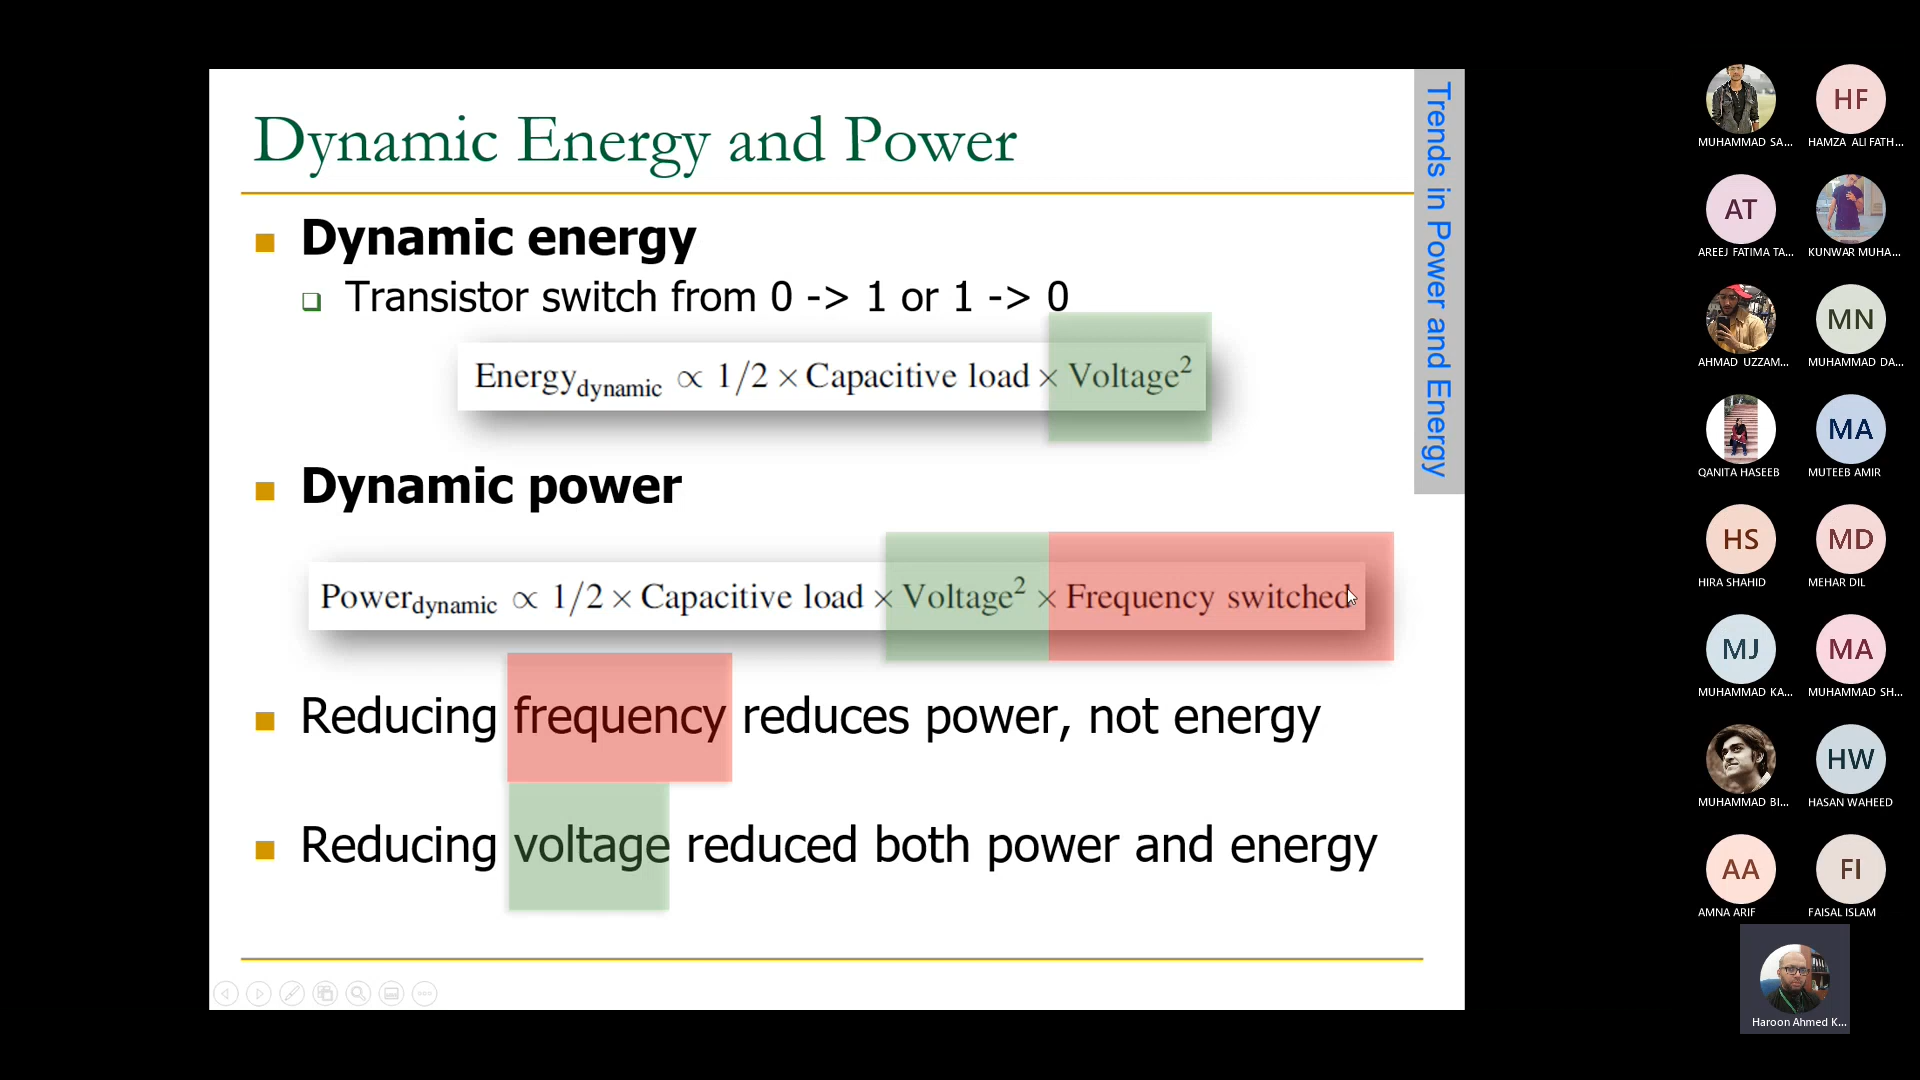 Dynamic Energy and Power
Trends in Power and Energy
Dynamic energy
Transistor switch from 0 -> 1 or 1 -> 0
Energy_dynamic ∝ 1/2 × Capacitive load × Voltage²
Dynamic power
Power_dynamic ∝ 1/2 × Capacitive load × Voltage² × Frequency switched
Reducing frequency reduces power, not energy
Reducing voltage reduced both power and energy
HF
MUHAMMAD SA...
HAMZA ALI FATH...
AT
AREEJ FATIMA TA...
KUNWAR MUHA...
MN
AHMAD UZZAM...
MUHAMMAD DA...
MA
QANITA HASEEB
MUTEEB AMIR
HS
MD
HIRA SHAHID
MEHAR DIL
MJ
MA
MUHAMMAD KA...
MUHAMMAD SH...
HW
MUHAMMAD BI...
HASAN WAHEED
AA
FI
AMNA ARIF
FAISAL ISLAM
Haroon Ahmed K...